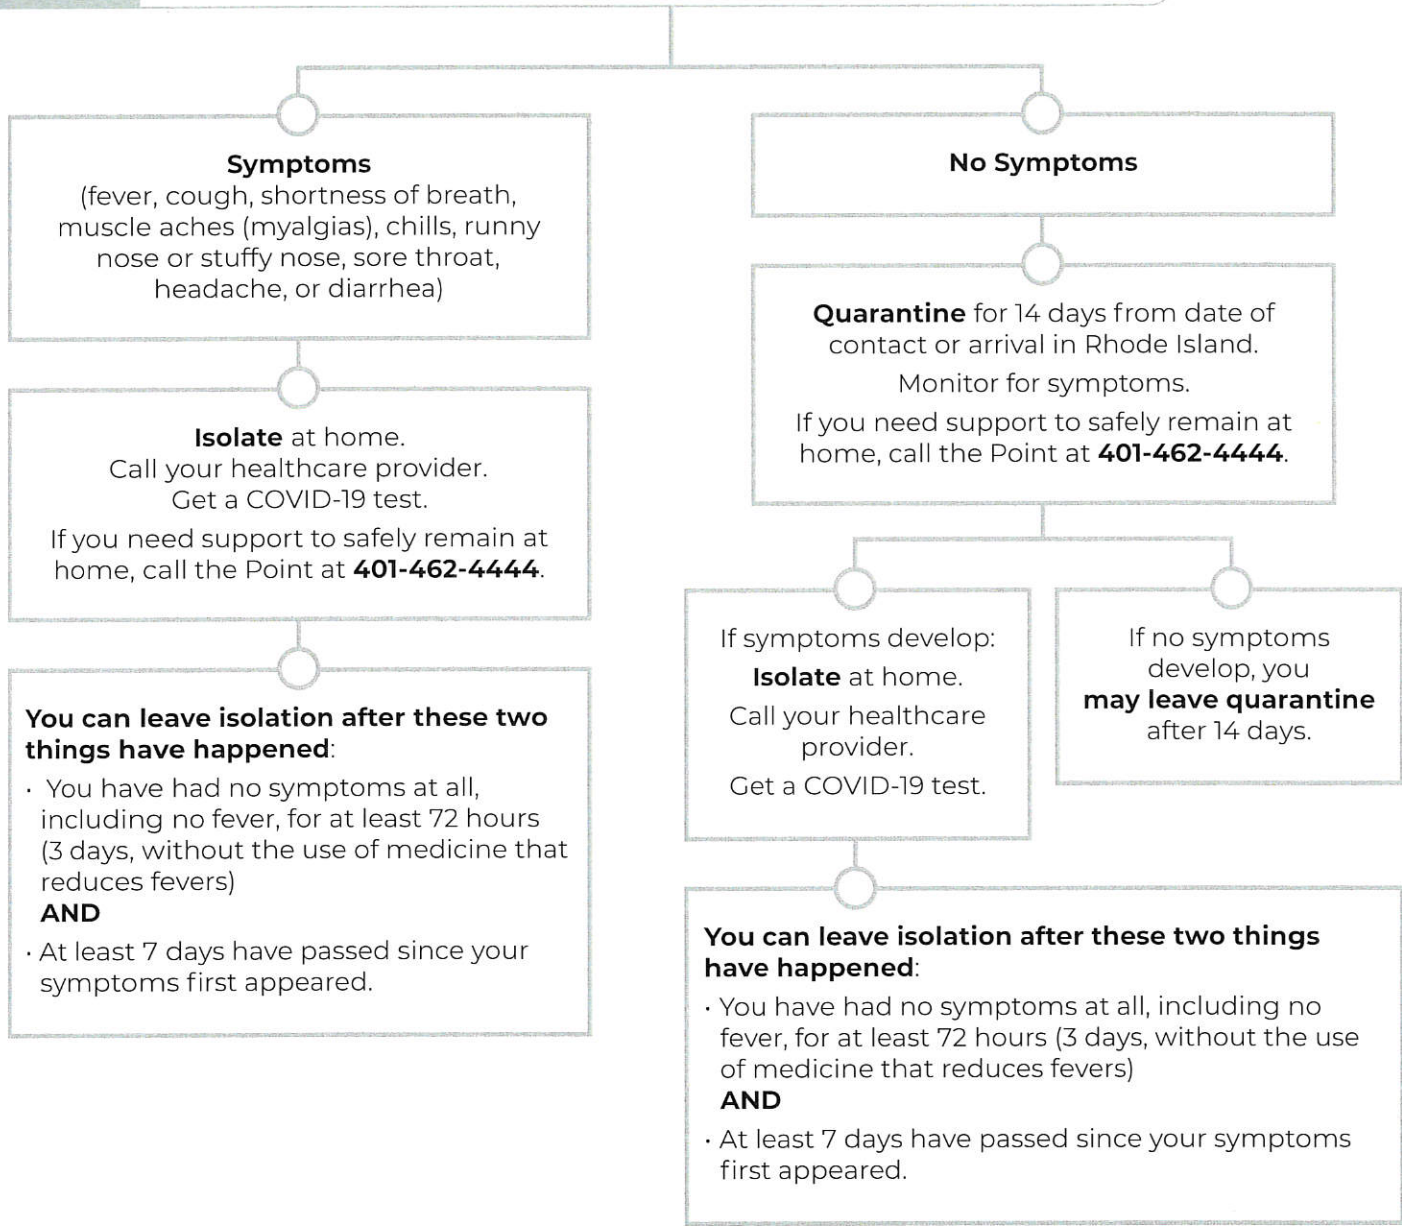 Symptoms
(fever, cough, shortness of breath,
muscle aches (myalgias), chills, runny
nose or stuffy nose, sore throat,
headache, or diarrhea)
Isolate at home.
Call your healthcare provider.
Get a COVID-19 test.
If you need support to safely remain at
home, call the Point at 401-462-4444.
You can leave isolation after these two
things have happened:
· You have had no symptoms at all,
including no fever, for at least 72 hours
(3 days, without the use of medicine that
reduces fevers)
AND
· At least 7 days have passed since your
symptoms first appeared.
No Symptoms
Quarantine for 14 days from date of
contact or arrival in Rhode Island.
Monitor for symptoms.
If you need support to safely remain at
home, call the Point at 401-462-4444.
If symptoms develop:
Isolate at home.
Call your healthcare
provider.
Get a COVID-19 test.
If no symptoms
develop, you
may leave quarantine
after 14 days.
You can leave isolation after these two things
have happened:
· You have had no symptoms at all, including no
fever, for at least 72 hours (3 days, without the use
of medicine that reduces fevers)
AND
· At least 7 days have passed since your symptoms
first appeared.